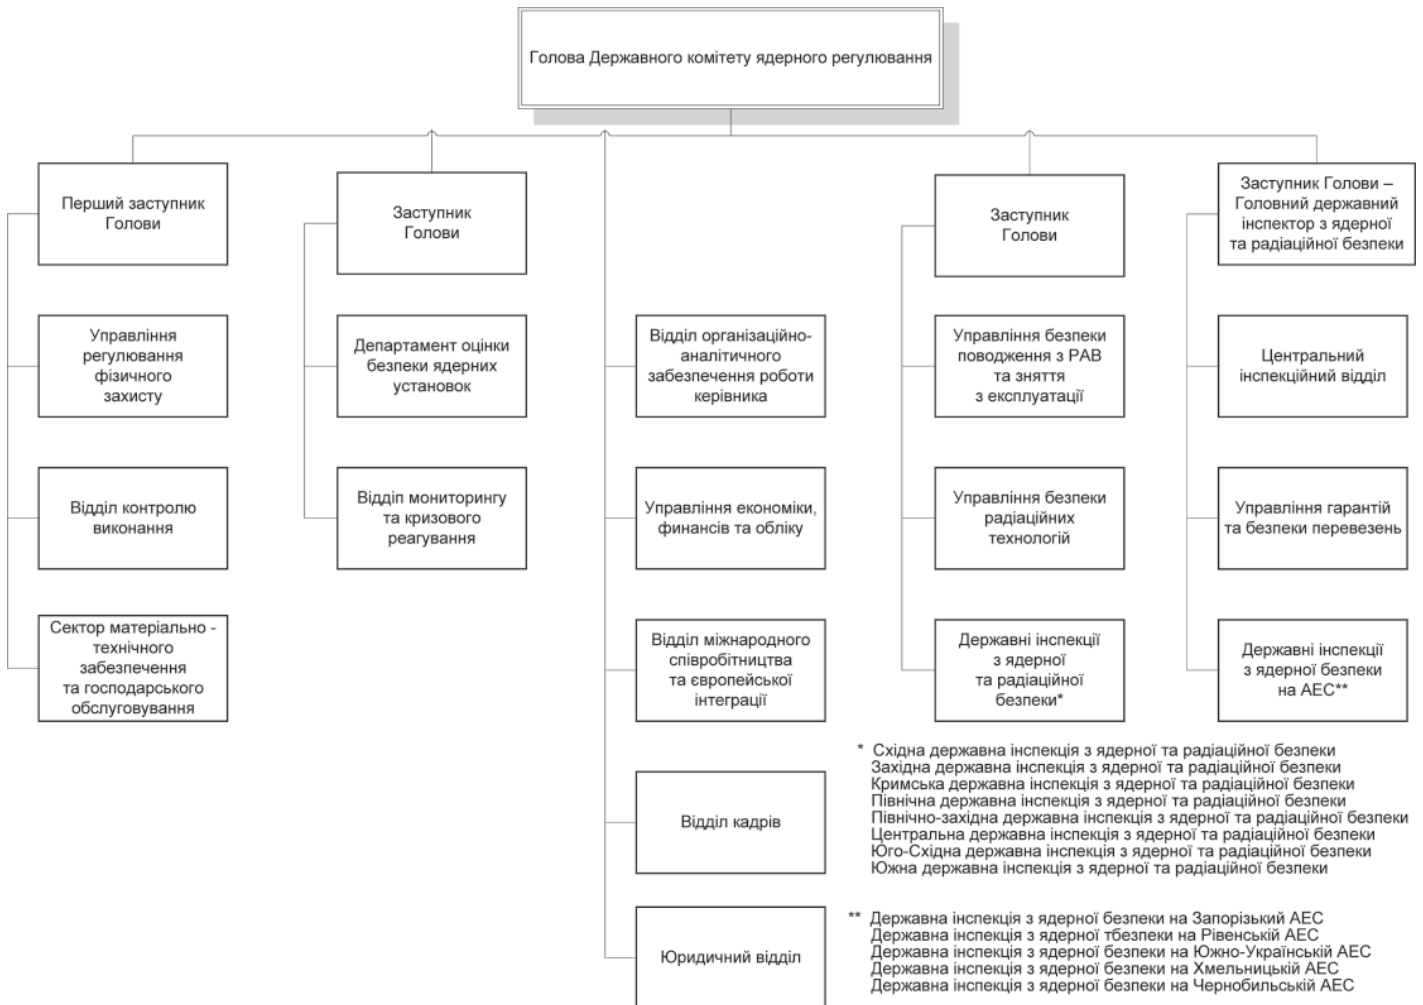 Голова Державного комітету ядерного регулювання
Перший заступник
Голови
Заступник
Голови
Заступник
Голови
Заступник Голови –
Головний державний
інспектор з ядерної
та радіаційної безпеки
Управління
регулювання
фізичного
захисту
Департамент оцінки
безпеки ядерних
установок
Відділ організаційно-
аналітичного
забезпечення роботи
керівника
Управління безпеки
поводження з РАВ
та зняття
з експлуатації
Центральний
інспекційний відділ
Відділ контролю
виконання
Відділ мониторингу
та кризового
реагування
Управління економіки,
финансів та обліку
Управління безпеки
радіаційних
технологій
Управління гарантій
та безпеки перевезень
Сектор матеріально -
технічного
забезпечення
та господарського
обслуговування
Відділ міжнародного
співробітництва
та європейської
інтеграції
Державні інспекції
з ядерної
та радіаційної
безпеки*
Державні інспекції
з ядерної безпеки
на АЕС**
Відділ кадрів
Юридичний відділ
* Східна державна інспекція з ядерної та радіаційної безпеки
Західна державна інспекція з ядерної та радіаційної безпеки
Кримська державна інспекція з ядерної та радіаційної безпеки
Північна державна інспекція з ядерної та радіаційної безпеки
Північно-західна державна інспекція з ядерної та радіаційної безпеки
Центральна державна інспекція з ядерної та радіаційної безпеки
Юго-Східна державна інспекція з ядерної та радіаційної безпеки
Южна державна інспекція з ядерної та радіаційної безпеки
** Державна інспекція з ядерної безпеки на Запорізький АЕС
Державна інспекція з ядерної тбезпеки на Рівенській АЕС
Державна інспекція з ядерної безпеки на Южно-Українській АЕС
Державна інспекція з ядерної безпеки на Хмельницькій АЕС
Державна інспекція з ядерної безпеки на Чернобильській АЕС